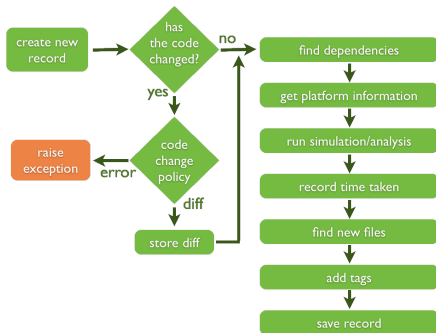 create new
record
has
the code
changed?
no
yes
code
change
policy
error
raise
exception
diff
store diff
find dependencies
get platform information
run simulation/analysis
record time taken
find new files
add tags
save record